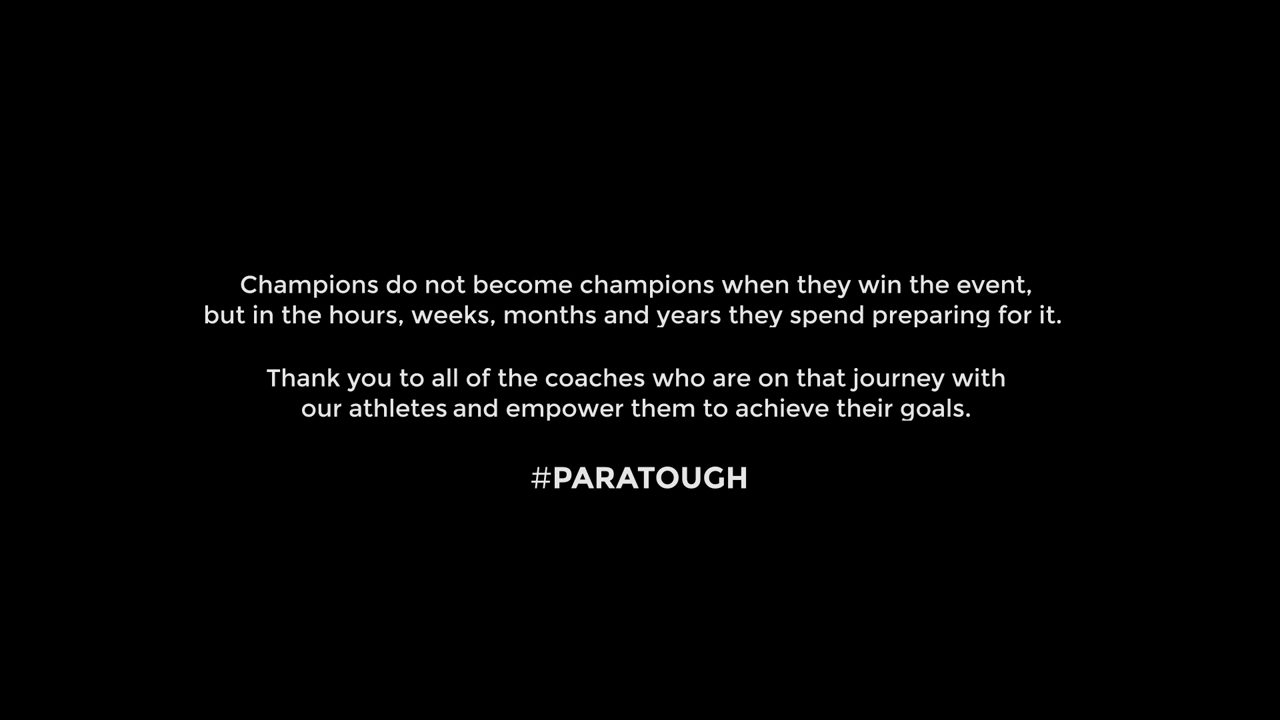 Champions do not become champions when they win the event,
but in the hours, weeks, months and years they spend preparing for it.
Thank you to all of the coaches who are on that journey with
our athletes and empower them to achieve their goals.
#PARATOUGH